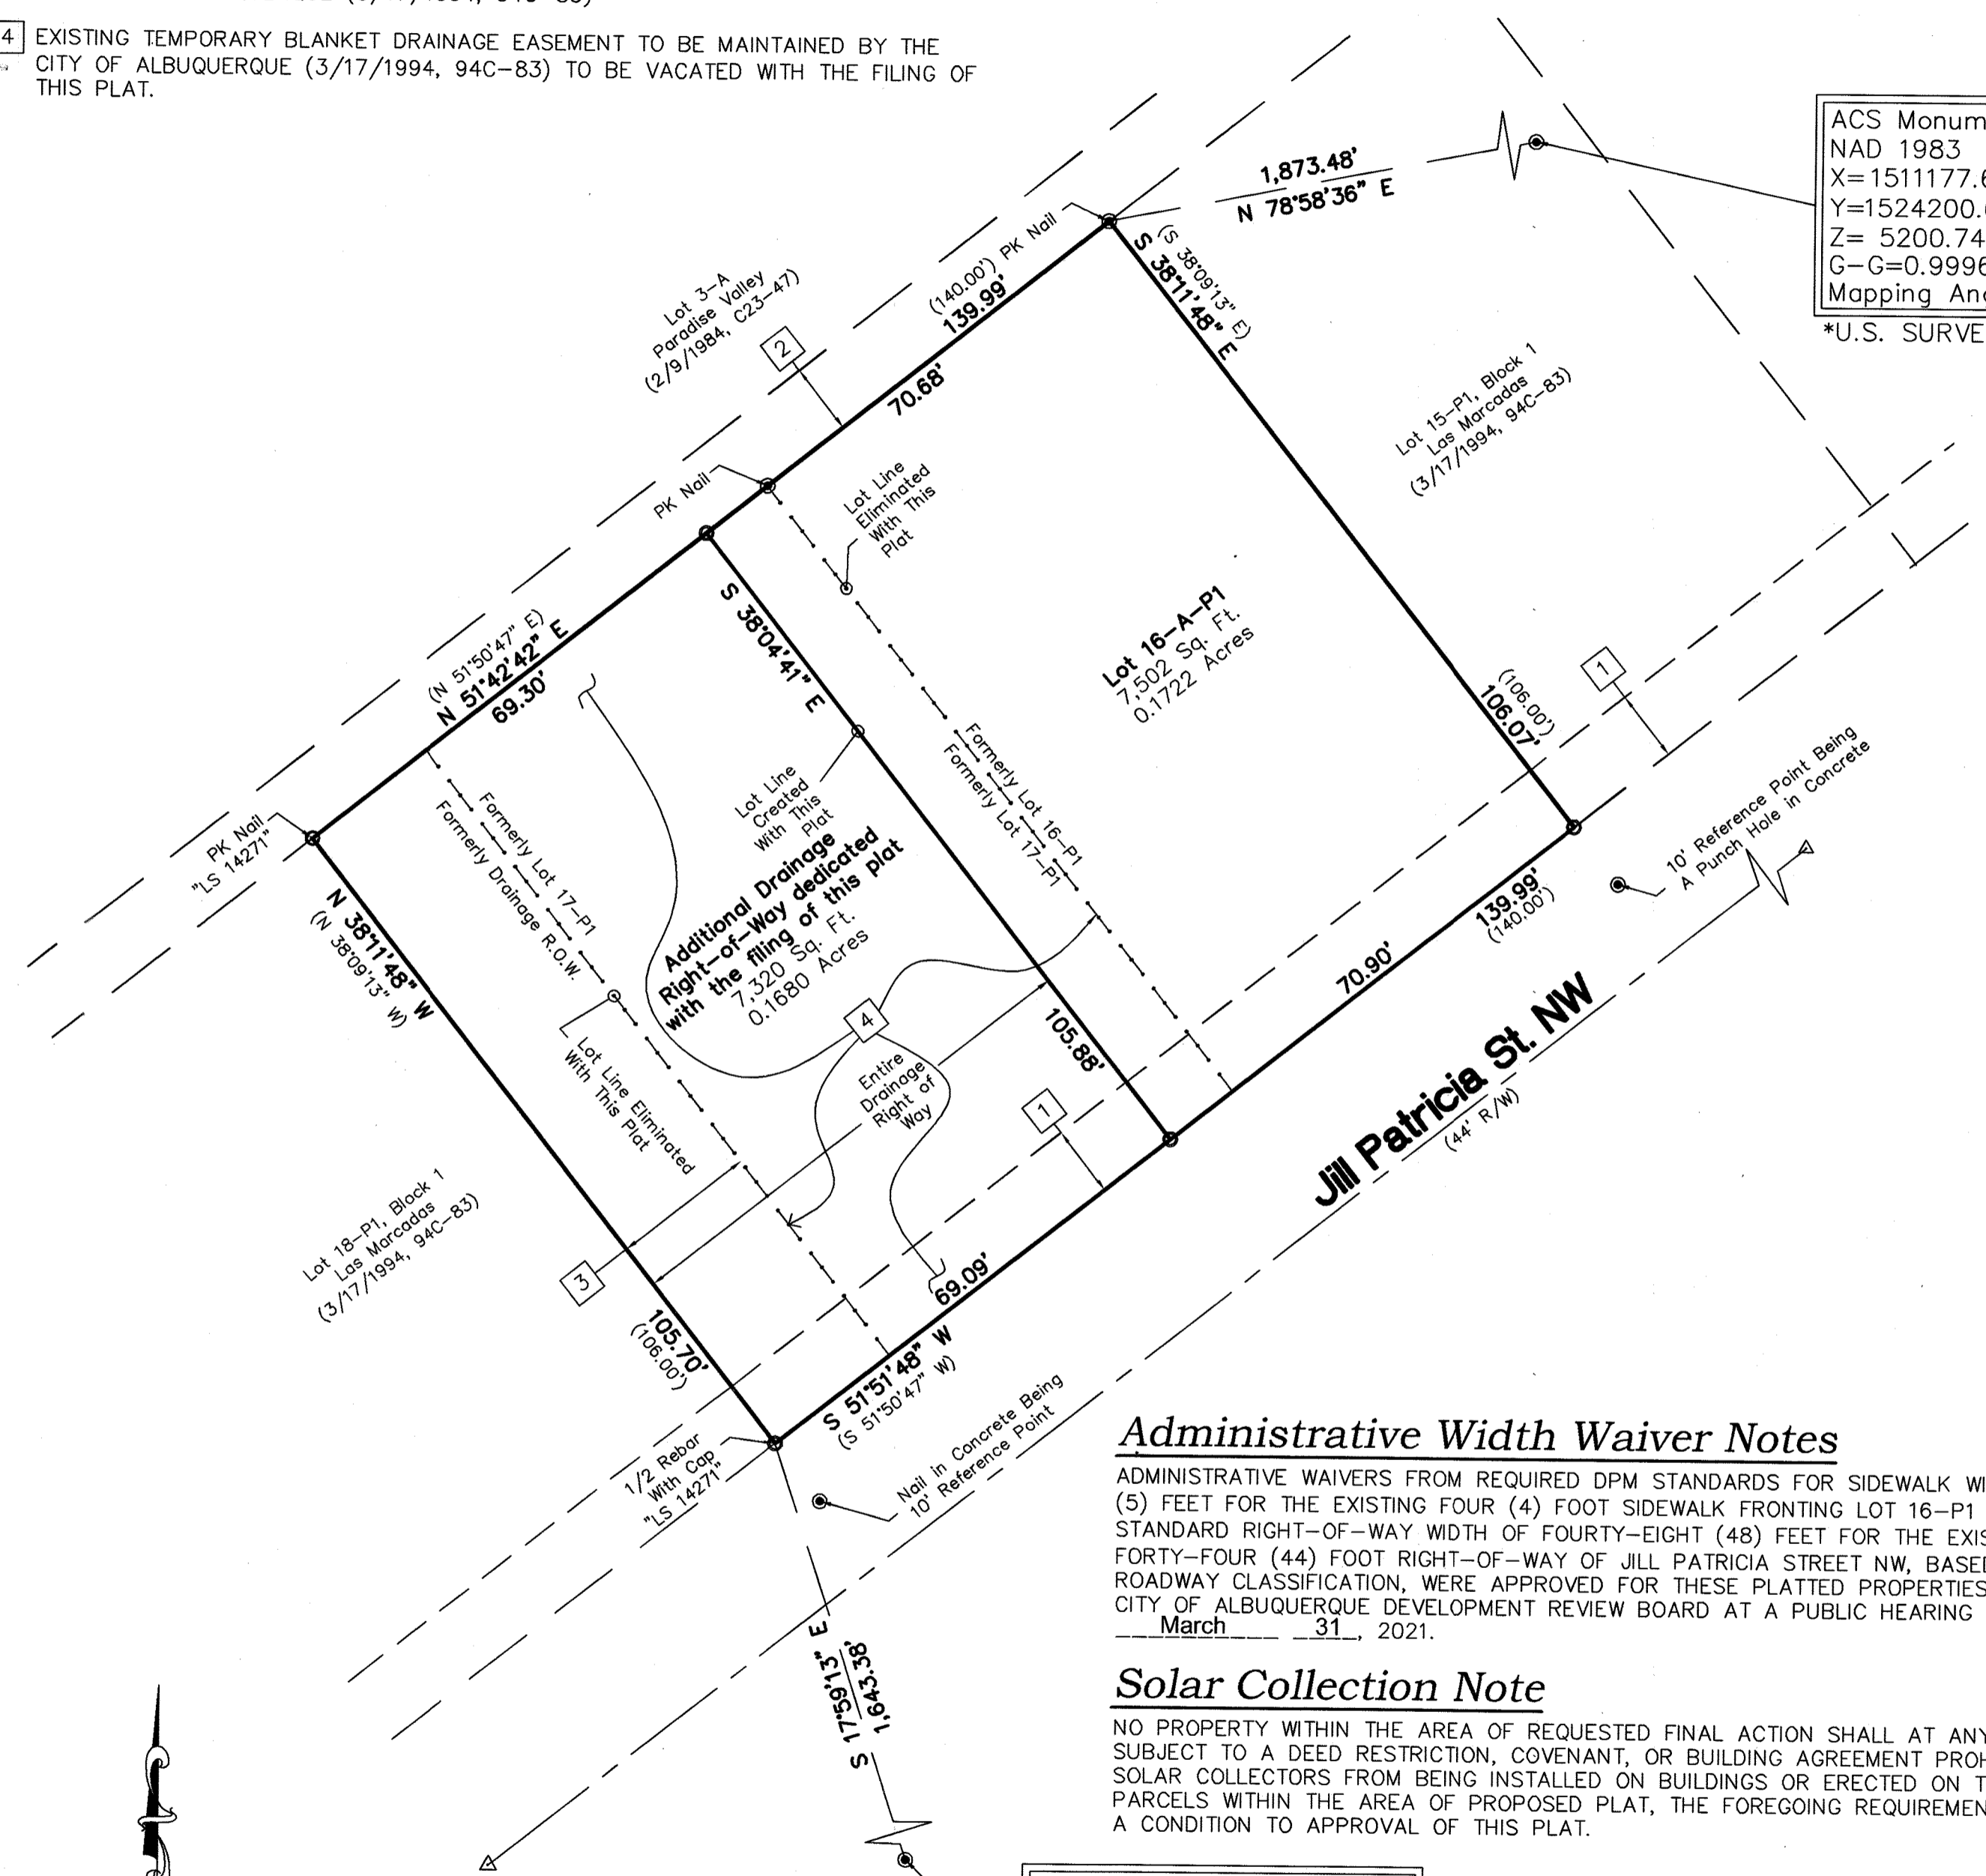 4
EXISTING TEMPORARY BLANKET DRAINAGE EASEMENT TO BE MAINTAINED BY THE
CITY OF ALBUQUERQUE (3/17/1994, 94C-83) TO BE VACATED WITH THE FILING OF
THIS PLAT.
ACS Monum
NAD 1983
X=1511177.6
Y=1524200.
Z= 5200.74
G-G=0.9996
Mapping An
*U.S. SURVE
1,873.48'
N 78°58'36" E
PK Nail
(140.00')
139.99'
(S 38°09'13" E)
S 38°11'48" E
Lot 3-A
Paradise Valley
(2/9/1984, C23-47)
2
70.68'
PK Nail
Lot Line
Eliminated
With This
Plat
Lot 15-P1, Block 1
Las Marcadas
(3/17/1994, 94C-83)
(N 51°50'47" E)
N 51°42'42" E
69.30'
S 38°04'41" E
Lot 16-A-P1
7,502 Sq. Ft.
0.1722 Acres
(106.00')
106.07'
1
10' Reference Point Being
A Punch Hole in Concrete
Formerly Lot 16-P1
Formerly Lot 17-P1
Lot Line
Created
With This
Plat
Formerly Lot 17-P1
Formerly Drainage R.O.W.
PK Nail
"LS 14271"
N 38°11'48" W
(N 38°09'13" W)
Additional Drainage
Right-of-Way dedicated
with the filing of this plat
7,320 Sq. Ft.
0.1680 Acres
139.99'
(140.00')
70.90'
4
105.88'
Entire
Drainage
Right of
Way
Lot Line Eliminated
With This Plat
1
Jill Patricia St. NW
(44' R/W)
Lot 18-P1, Block 1
Las Marcadas
(3/17/1994, 94C-83)
3
69.09'
105.70'
(106.00')
S 51°51'48" W
(S 51°50'47" W)
1/2 Rebar
With Cap
"LS 14271"
Nail in Concrete Being
10' Reference Point
S 17°59'13" E
1,643.38'
Administrative Width Waiver Notes
ADMINISTRATIVE WAIVERS FROM REQUIRED DPM STANDARDS FOR SIDEWALK WI
(5) FEET FOR THE EXISTING FOUR (4) FOOT SIDEWALK FRONTING LOT 16-P1
STANDARD RIGHT-OF-WAY WIDTH OF FOURTY-EIGHT (48) FEET FOR THE EXIS
FORTY-FOUR (44) FOOT RIGHT-OF-WAY OF JILL PATRICIA STREET NW, BASE
ROADWAY CLASSIFICATION, WERE APPROVED FOR THESE PLATTED PROPERTIES
CITY OF ALBUQUERQUE DEVELOPMENT REVIEW BOARD AT A PUBLIC HEARING
March 31, 2021.
Solar Collection Note
NO PROPERTY WITHIN THE AREA OF REQUESTED FINAL ACTION SHALL AT ANY
SUBJECT TO A DEED RESTRICTION, COVENANT, OR BUILDING AGREEMENT PROH
SOLAR COLLECTORS FROM BEING INSTALLED ON BUILDINGS OR ERECTED ON T
PARCELS WITHIN THE AREA OF PROPOSED PLAT, THE FOREGOING REQUIREMEN
A CONDITION TO APPROVAL OF THIS PLAT.